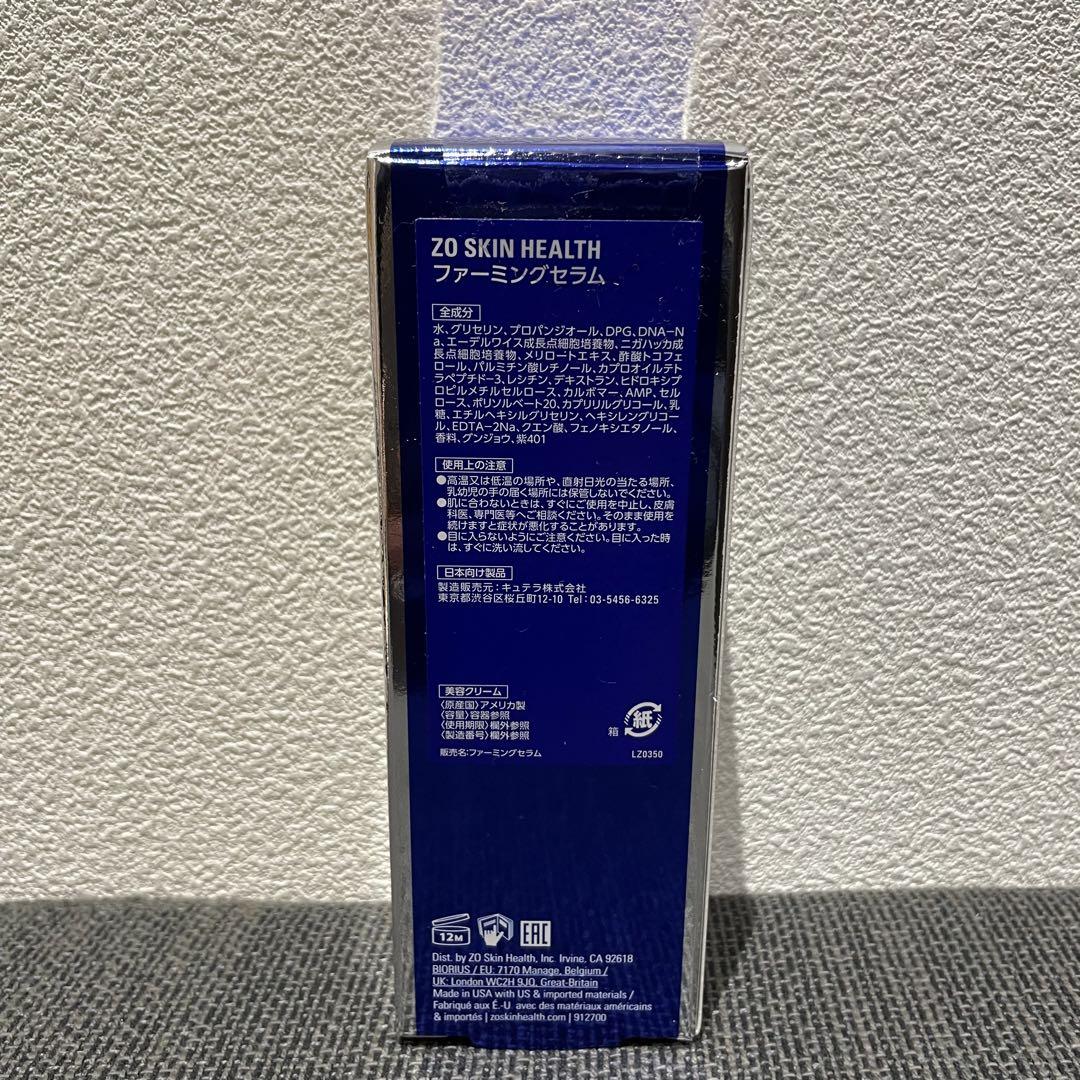 ZO SKIN HEALTH
ファーミングセラム
全成分
水、グリセリン、プロパンジオール、DPG、DNA-N
a、エーデルワイス成長点細胞培養物、ニガハッカ成
長点細胞培養物、メリロートエキス、酢酸トコフェ
ロール、パルミチン酸レチノール、カプロオイルテト
ラペプチド-3、レシチン、デキストラン、ヒドロキシプ
ロピルメチルセルロース、カルボマー、AMP、セル
ロース、ポリソルベート20、カプリリルグリコール、乳
糖、エチルヘキシルグリセリン、ヘキシレングリコー
ル、EDTA-2Na、クエン酸、フェノキシエタノール、
香料、グンジョウ、紫401
使用上の注意
●高温又は低温の場所や、直射日光の当たる場所、
乳幼児の手の届く場所には保管しないでください。
●肌に合わないときは、すぐにご使用を中止し、皮膚
科医、専門医等へご相談ください。そのまま使用を
続けますと症状が悪化することがあります。
●目に入らないようにご注意ください。目に入った時
は、すぐに洗い流してください。
日本向け製品
製造販売元：キュテラ株式会社
東京都渋谷区桜丘町12-10 Tel：03-5456-6325
美容クリーム
〈原産国〉アメリカ製
〈容量〉容器参照
〈使用期限〉欄外参照
〈製造番号〉欄外参照
箱 紙
販売名：ファーミングセラム LZ0350
12M EAC
Dist. by ZO Skin Health, Inc. Irvine, CA 92618
BIORIUS / EU: 7170 Manage, Belgium /
UK: London WC2H 9JQ, Great-Britain
Made in USA with US & imported materials /
Fabriqué aux É.-U. avec des matériaux américains
& importés | zoskinhealth.com | 912700